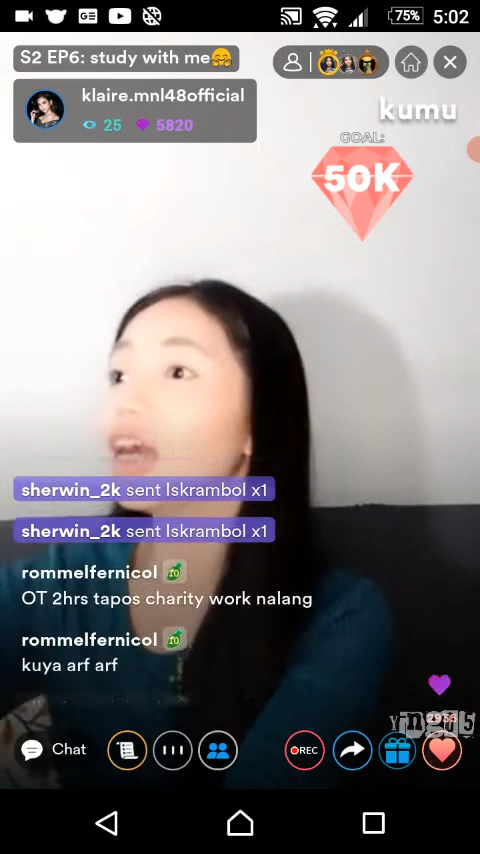 75% 5:02
S2 EP6: study with me🤗
klaire.mnl48official
25 5820
kumu
GOAL:
50K
sherwin_2k sent Iskrambol x1
sherwin_2k sent Iskrambol x1
rommelfernicol 10
OT 2hrs tapos charity work nalang
rommelfernicol 10
kuya arf arf
2935
Chat
REC